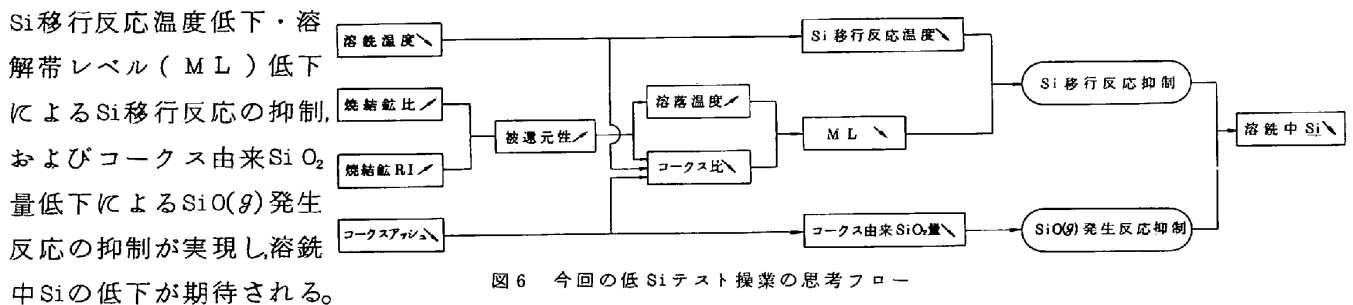 Si移行反応温度低下・溶
解帯レベル(ML)低下
によるSi移行反応の抑制,
およびコークス由来SiO₂
量低下によるSiO(g)発生
反応の抑制が実現し,溶銑
中Siの低下が期待される。
溶銑温度↘
Si移行反応温度↘
焼結鉱比↗
焼結鉱RI↗
被還元性↗
溶落温度↗
コークス比↘
ML ↘
Si移行反応抑制
溶銑中Si↘
コークスアッシュ↘
コークス由来SiO₂量↘
SiO(g)発生反応抑制
図6 今回の低Siテスト操業の思考フロー